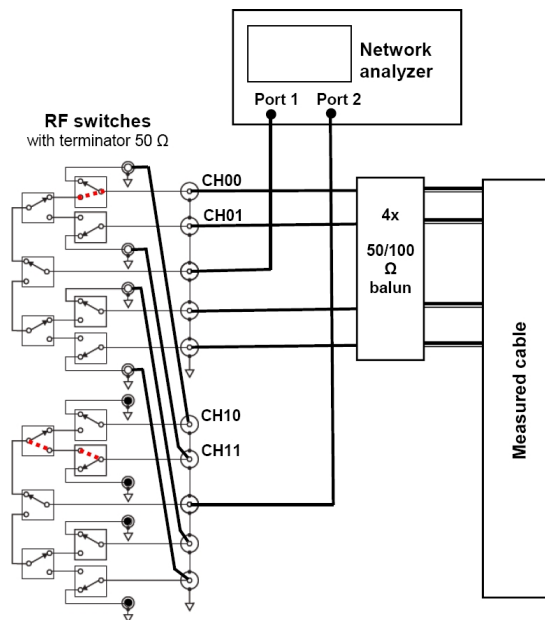 Network
analyzer
Port 1
Port 2
RF switches
with terminator 50 Ω
CH00
CH01
4x
50/100
Ω
balun
CH10
CH11
Measured cable